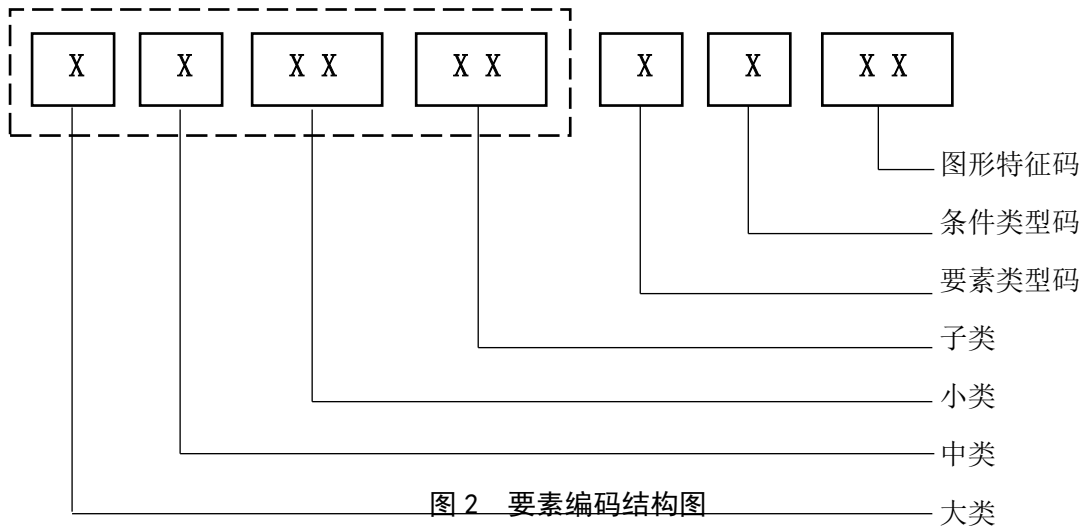 X X X X X X X X X X
图形特征码
条件类型码
要素类型码
子类
小类
中类
图 2 要素编码结构图
大类